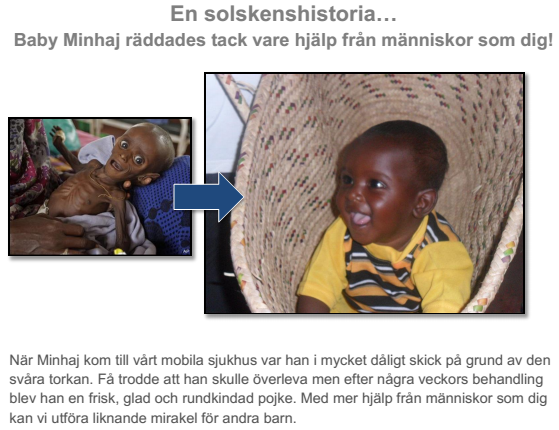 En solskenshistoria…
Baby Minhaj räddades tack vare hjälp från människor som dig!
När Minhaj kom till vårt mobila sjukhus var han i mycket dåligt skick på grund av den
svåra torkan. Få trodde att han skulle överleva men efter några veckors behandling
blev han en frisk, glad och rundkindad pojke. Med mer hjälp från människor som dig
kan vi utföra liknande mirakel för andra barn.